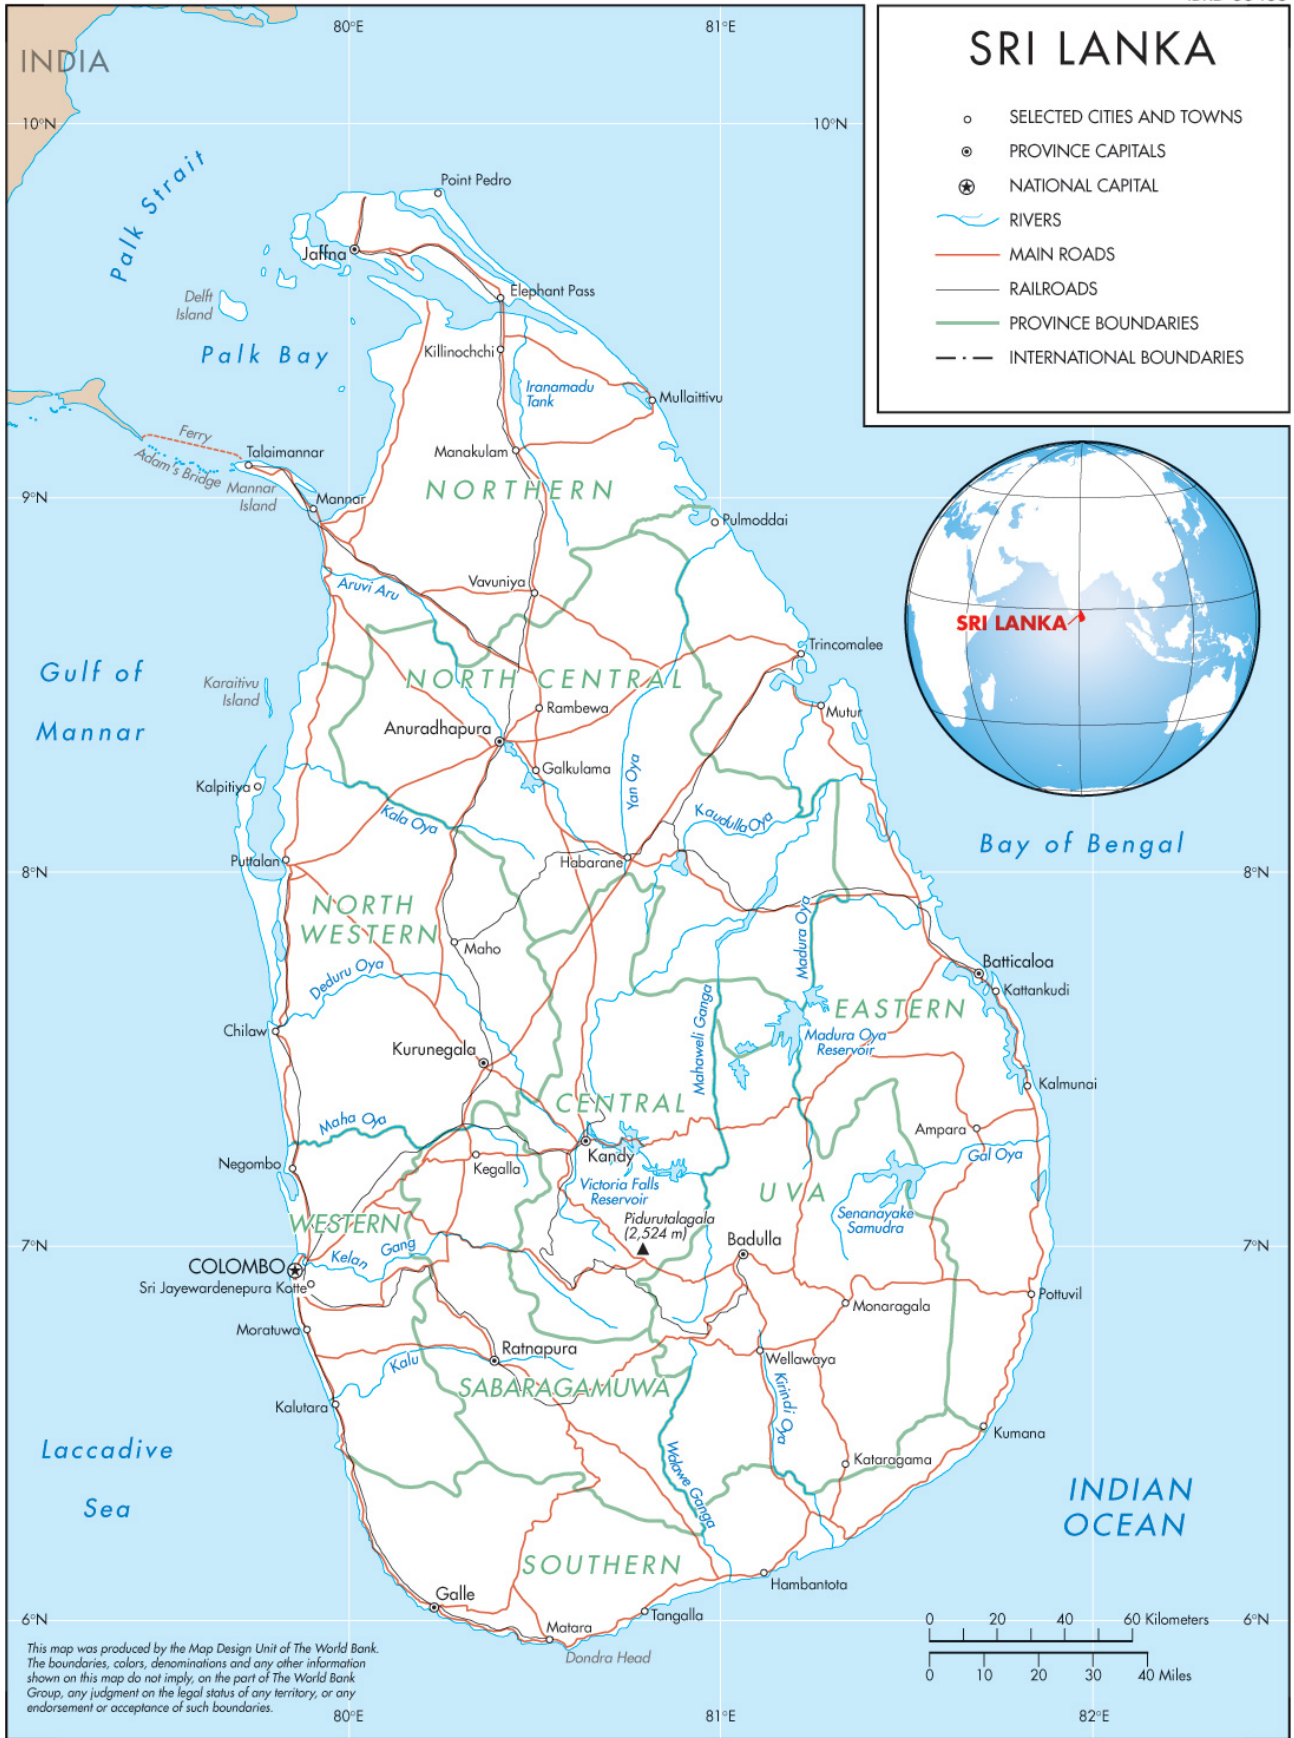 SRI LANKA
SELECTED CITIES AND TOWNS
PROVINCE CAPITALS
NATIONAL CAPITAL
RIVERS
MAIN ROADS
RAILROADS
PROVINCE BOUNDARIES
INTERNATIONAL BOUNDARIES
80°E
81°E
INDIA
10°N
10°N
Palk Strait
Point Pedro
Jaffna
Elephant Pass
Delft
Island
Palk Bay
Killinochchi
Iranamadu
Tank
Mullaittivu
Ferry
Adam's Bridge
Talaimannar
Manakulam
Mannar
Island
Mannar
NORTHERN
9°N
9°N
Pulmoddai
Aruvi Aru
Vavuniya
SRI LANKA
Trincomalee
Gulf of
Mannar
Karaitivu
Island
NORTH CENTRAL
Rambewa
Mutur
Anuradhapura
Galkulama
Kalpitiya
Yan Oya
Kala Oya
Kaudulla Oya
Bay of Bengal
Puttalan
Habarane
8°N
8°N
NORTH
WESTERN
Maho
Madura Oya
Batticaloa
Deduru Oya
Kattankudi
EASTERN
Mahaweli Ganga
Chilaw
Madura Oya
Reservoir
Kurunegala
Kalmunai
CENTRAL
Maha Oya
Ampara
Kandy
Gal Oya
Negombo
Kegalla
Victoria Falls
Reservoir
UVA
Senanayake
Samudra
WESTERN
Pidurutalagala
(2,524 m)
Badulla
7°N
7°N
Kelan
Gang
COLOMBO
Sri Jayewardenepura Kotte
Monaragala
Pottuvil
Moratuwa
Ratnapura
Kalu
Wellawaya
SABARAGAMUWA
Kirindi Oya
Kalutara
Kumana
Laccadive
Sea
Walawe Ganga
Kataragama
INDIAN
OCEAN
SOUTHERN
Hambantota
Galle
Tangalla
Matara
Dondra Head
6°N
6°N
0 20 40 60 Kilometers
0 10 20 30 40 Miles
This map was produced by the Map Design Unit of The World Bank.
The boundaries, colors, denominations and any other information
shown on this map do not imply, on the part of The World Bank
Group, any judgment on the legal status of any territory, or any
endorsement or acceptance of such boundaries.
80°E
81°E
82°E